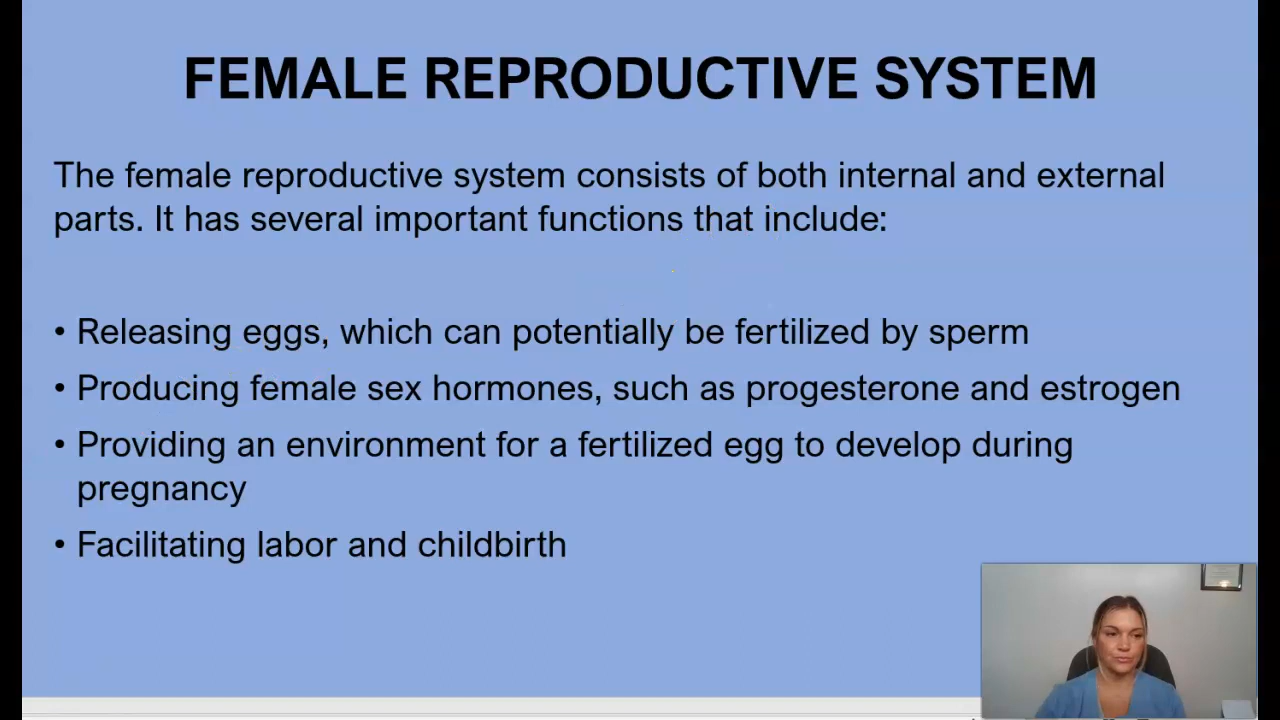 FEMALE REPRODUCTIVE SYSTEM
The female reproductive system consists of both internal and external
parts. It has several important functions that include:
• Releasing eggs, which can potentially be fertilized by sperm
• Producing female sex hormones, such as progesterone and estrogen
• Providing an environment for a fertilized egg to develop during
pregnancy
• Facilitating labor and childbirth